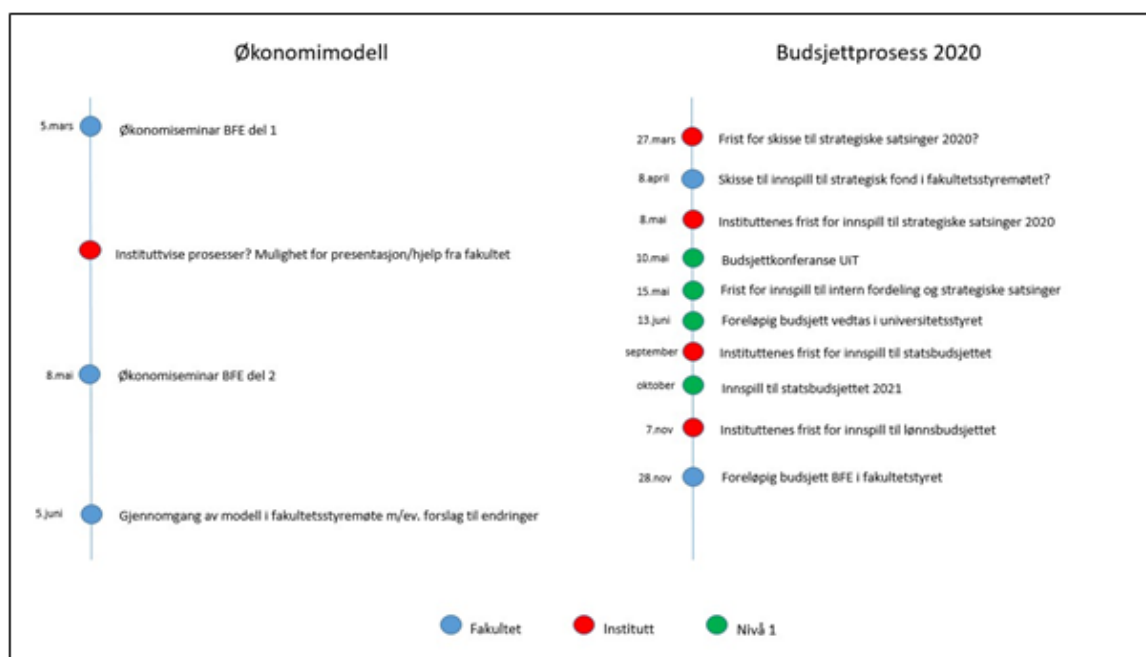 Økonomimodell
5.mars Økonomiseminar BFE del 1
Instituttvise prosesser? Mulighet for presentasjon/hjelp fra fakultet
8.mai Økonomiseminar BFE del 2
5.juni Gjennomgang av modell i fakultetsstyremøte m/ev. forslag til endringer
Budsjettprosess 2020
27.mars Frist for skisse til strategiske satsinger 2020?
8.april Skisse til innspill til strategisk fond i fakultetsstyremøtet?
8.mai Instituttenes frist for innspill til strategiske satsinger 2020
10.mai Budsjettkonferanse UiT
15.mai Frist for innspill til intern fordeling og strategiske satsinger
13.juni Foreløpig budsjett vedtas i universitetsstyret
september Instituttenes frist for innspill til statsbudsjettet
oktober Innspill til statsbudsjettet 2021
7.nov Instituttenes frist for innspill til lønnsbudsjettet
28.nov Foreløpig budsjett BFE i fakultetstyret
Fakultet Institutt Nivå 1